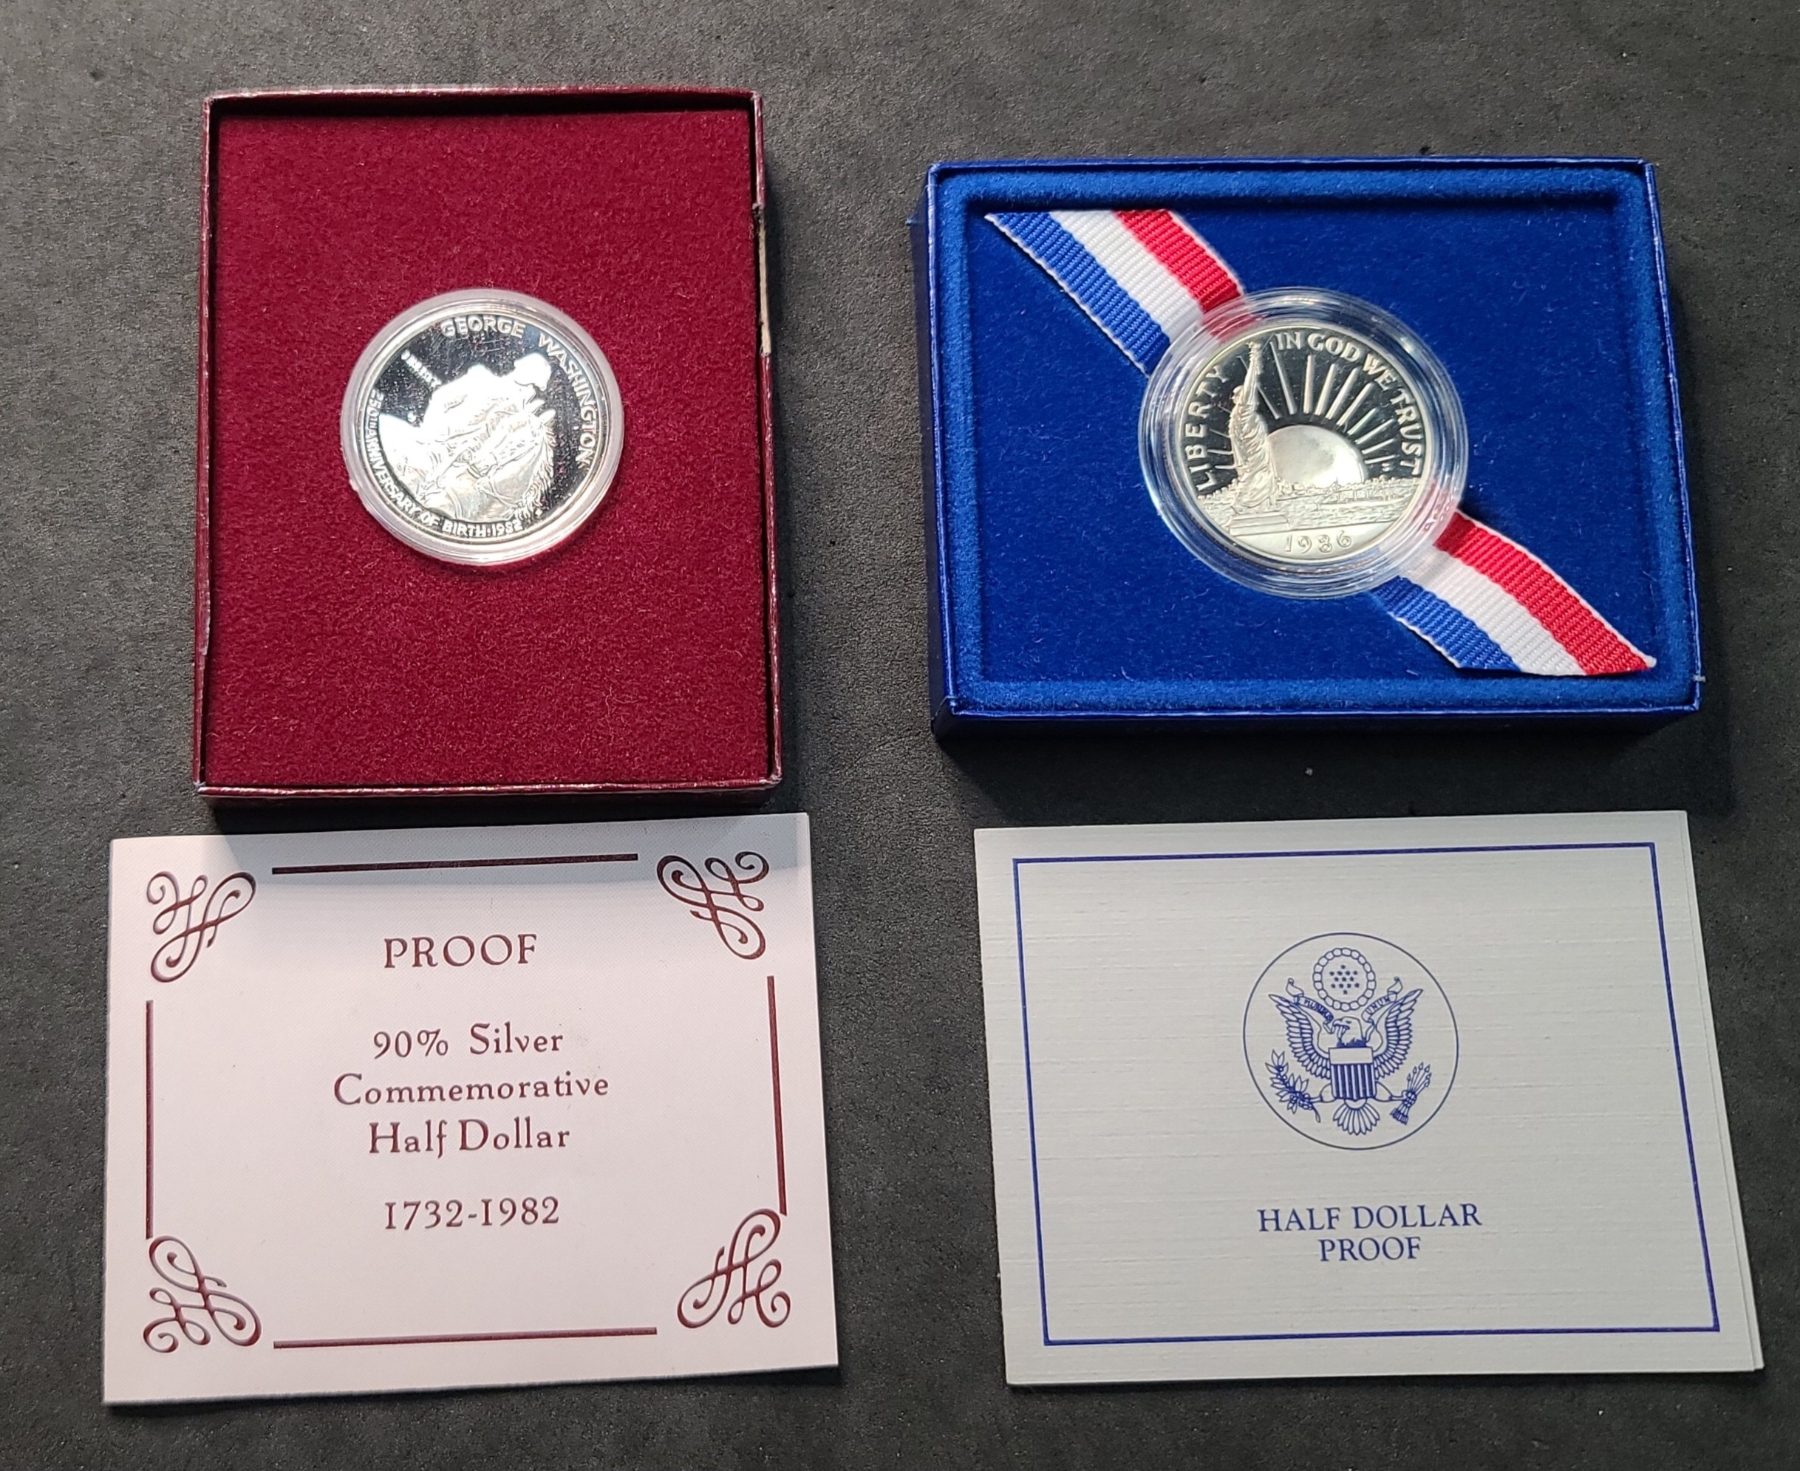 GEORGE WASHINGTON
250TH ANNIVERSARY OF BIRTH·1982
LIBERTY
IN GOD WE TRUST
1986
PROOF
90% Silver
Commemorative
Half Dollar
1732-1982
HALF DOLLAR
PROOF